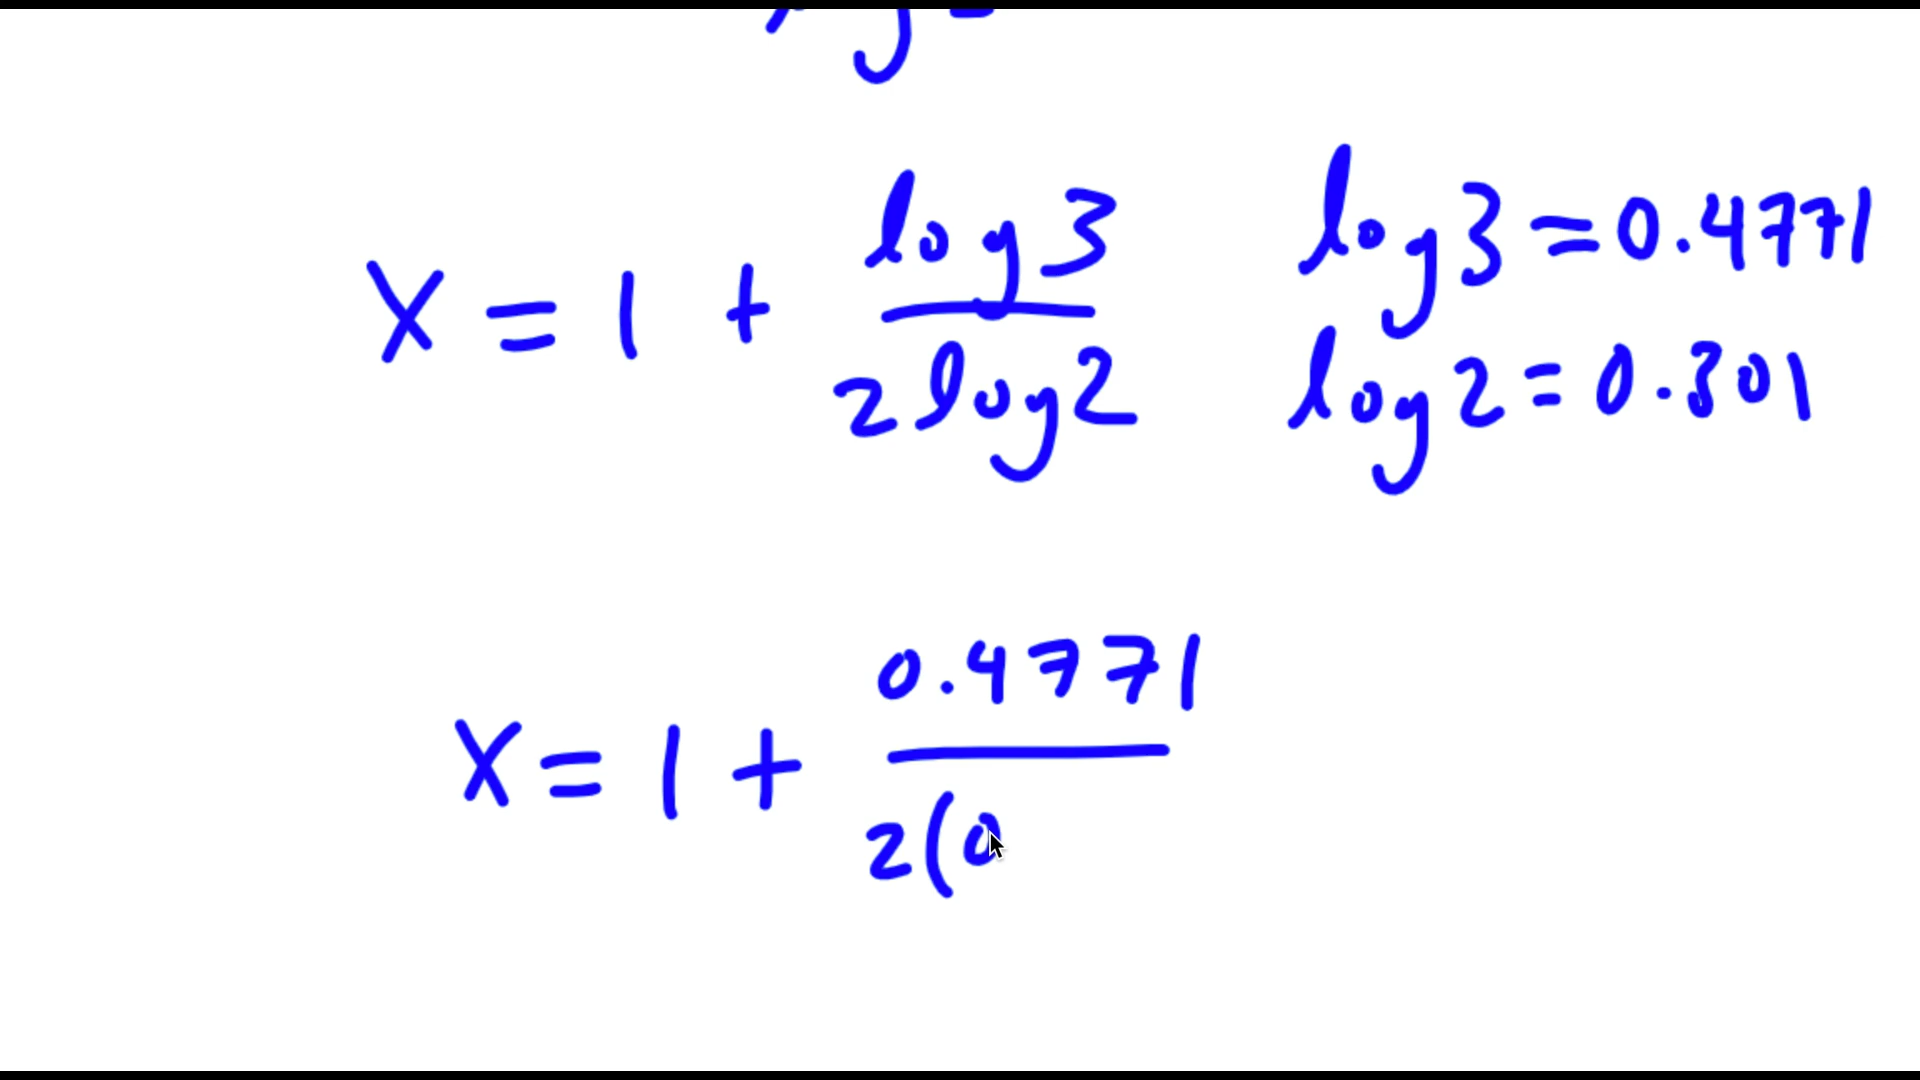 x = 1 + log3 / 2log2
log3 = 0.4771
log2 = 0.301
x = 1 + 0.4771 / 2(0